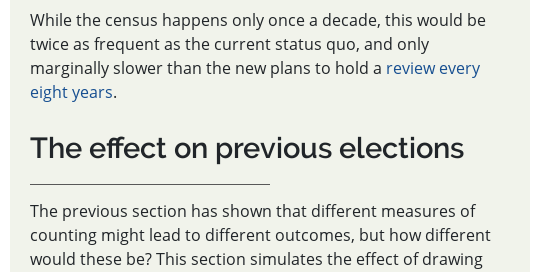 While the census happens only once a decade, this would be
twice as frequent as the current status quo, and only
marginally slower than the new plans to hold a review every
eight years.
The effect on previous elections
The previous section has shown that different measures of
counting might lead to different outcomes, but how different
would these be? This section simulates the effect of drawing